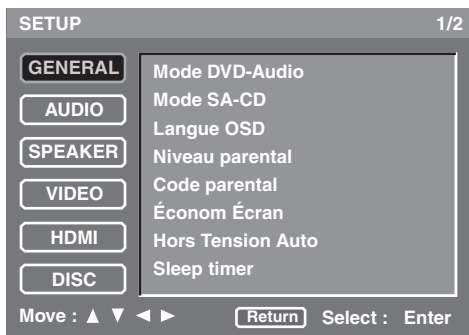 SETUP 1/2
GENERAL
AUDIO
SPEAKER
VIDEO
HDMI
DISC
Mode DVD-Audio
Mode SA-CD
Langue OSD
Niveau parental
Code parental
Économ Écran
Hors Tension Auto
Sleep timer
Move : ▲ ▼ ◄ ► Return Select : Enter